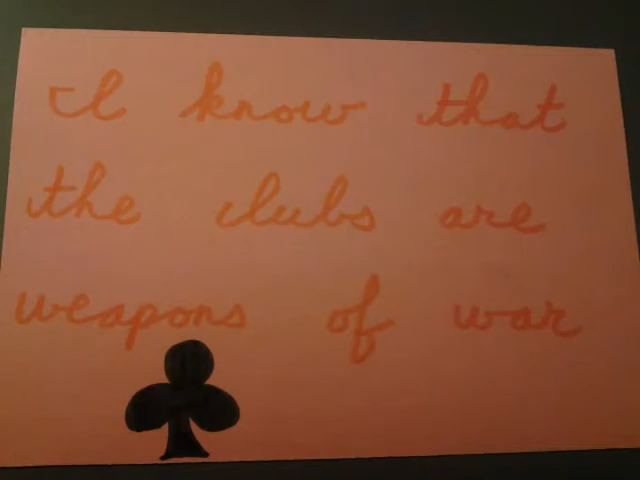 I know that
the clubs are
weapons of war